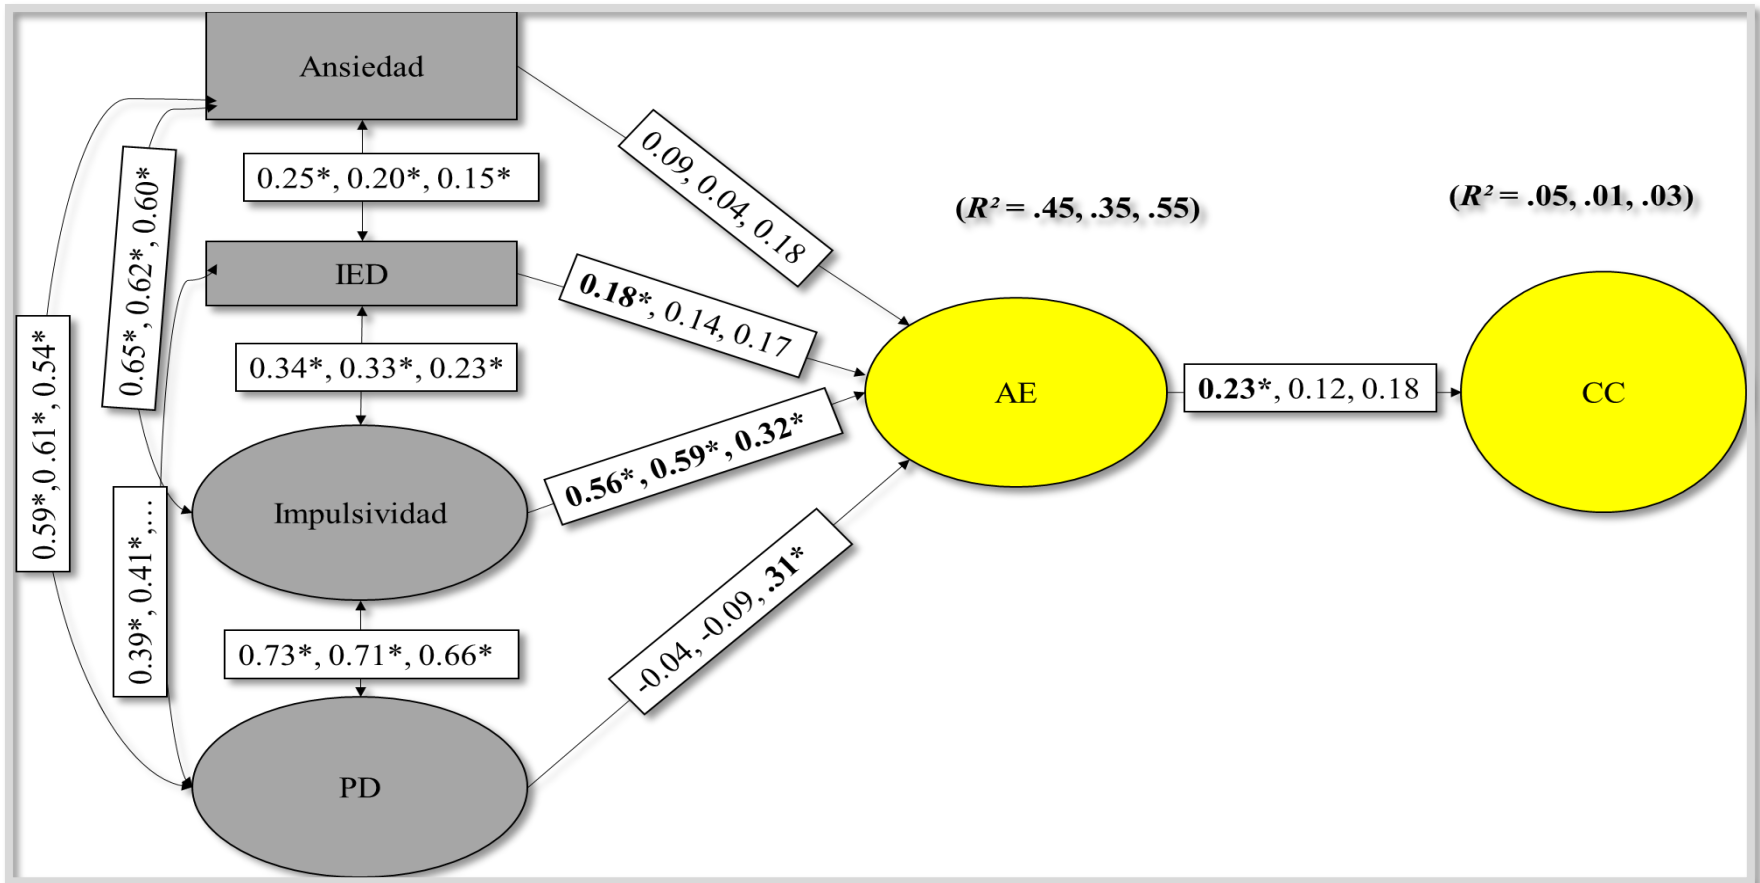 Ansiedad
0.25*, 0.20*, 0.15*
IED
0.34*, 0.33*, 0.23*
Impulsividad
0.73*, 0.71*, 0.66*
PD
0.59*,0.61*, 0.54*
0.65*, 0.62*, 0.60*
0.39*, 0.41*,…
0.09, 0.04, 0.18
0.18*, 0.14, 0.17
0.56*, 0.59*, 0.32*
-0.04, -0.09, .31*
(R² = .45, .35, .55)
AE
0.23*, 0.12, 0.18
(R² = .05, .01, .03)
CC